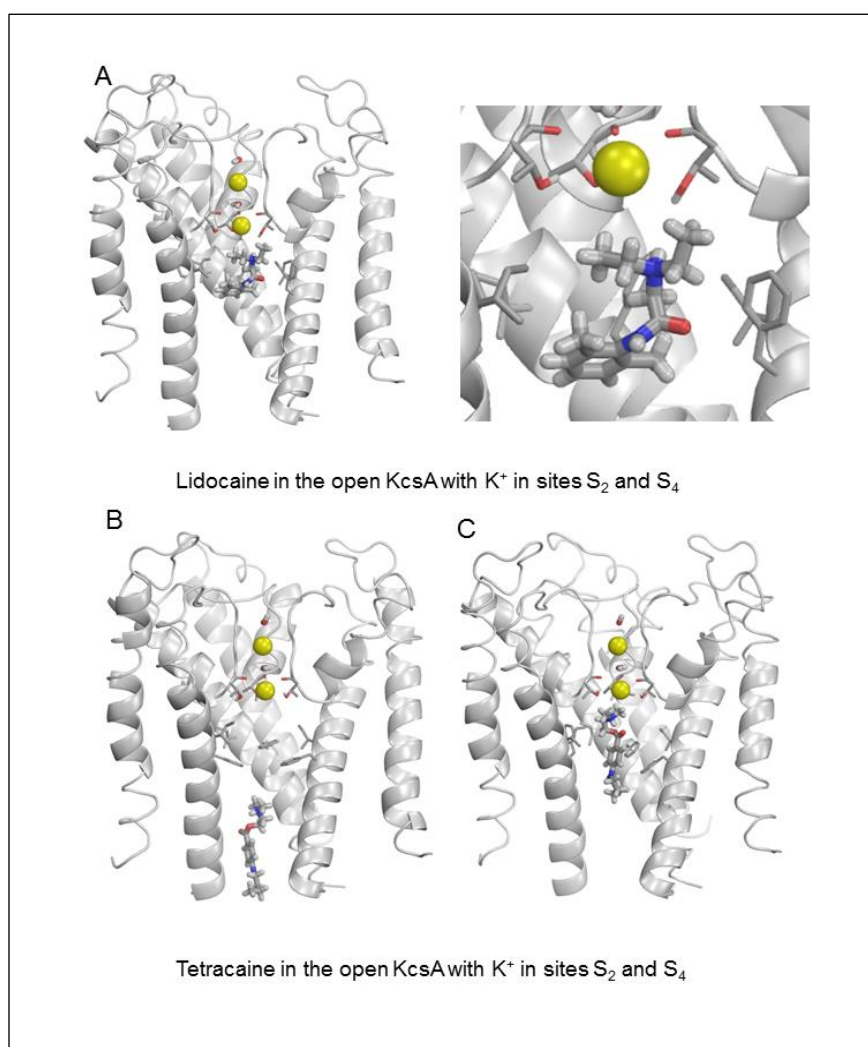 A
Lidocaine in the open KcsA with K⁺ in sites S₂ and S₄
B
C
Tetracaine in the open KcsA with K⁺ in sites S₂ and S₄